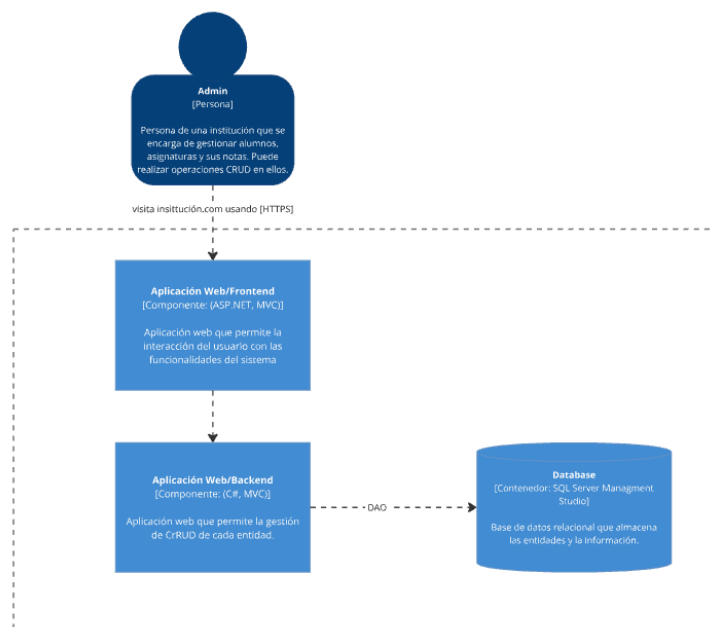 Admin
[Persona]
Persona de una institución que se
encarga de gestionar alumnos,
asignaturas y sus notas. Puede
realizar operaciones CRUD en ellos.
visita insittución.com usando [HTTPS]
Aplicación Web/Frontend
[Componente: (ASP.NET, MVC)]
Aplicación web que permite la
interacción del usuario con las
funcionalidades del sistema
Aplicación Web/Backend
[Componente: (C#, MVC)]
Aplicación web que permite la gestión
de CrRUD de cada entidad.
DAO
Database
[Contenedor: SQL Server Managment
Studio]
Base de datos relacional que almacena
las entidades y la información.